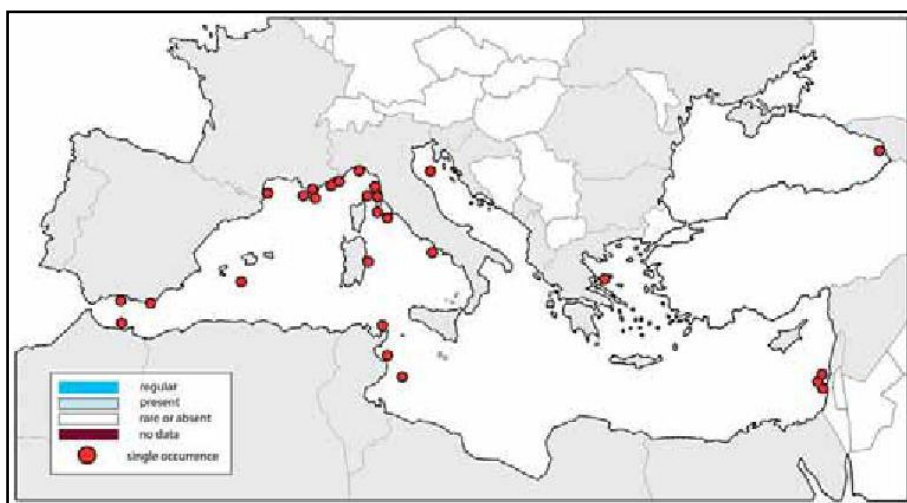 regular
present
rare or absent
no data
single occurrence